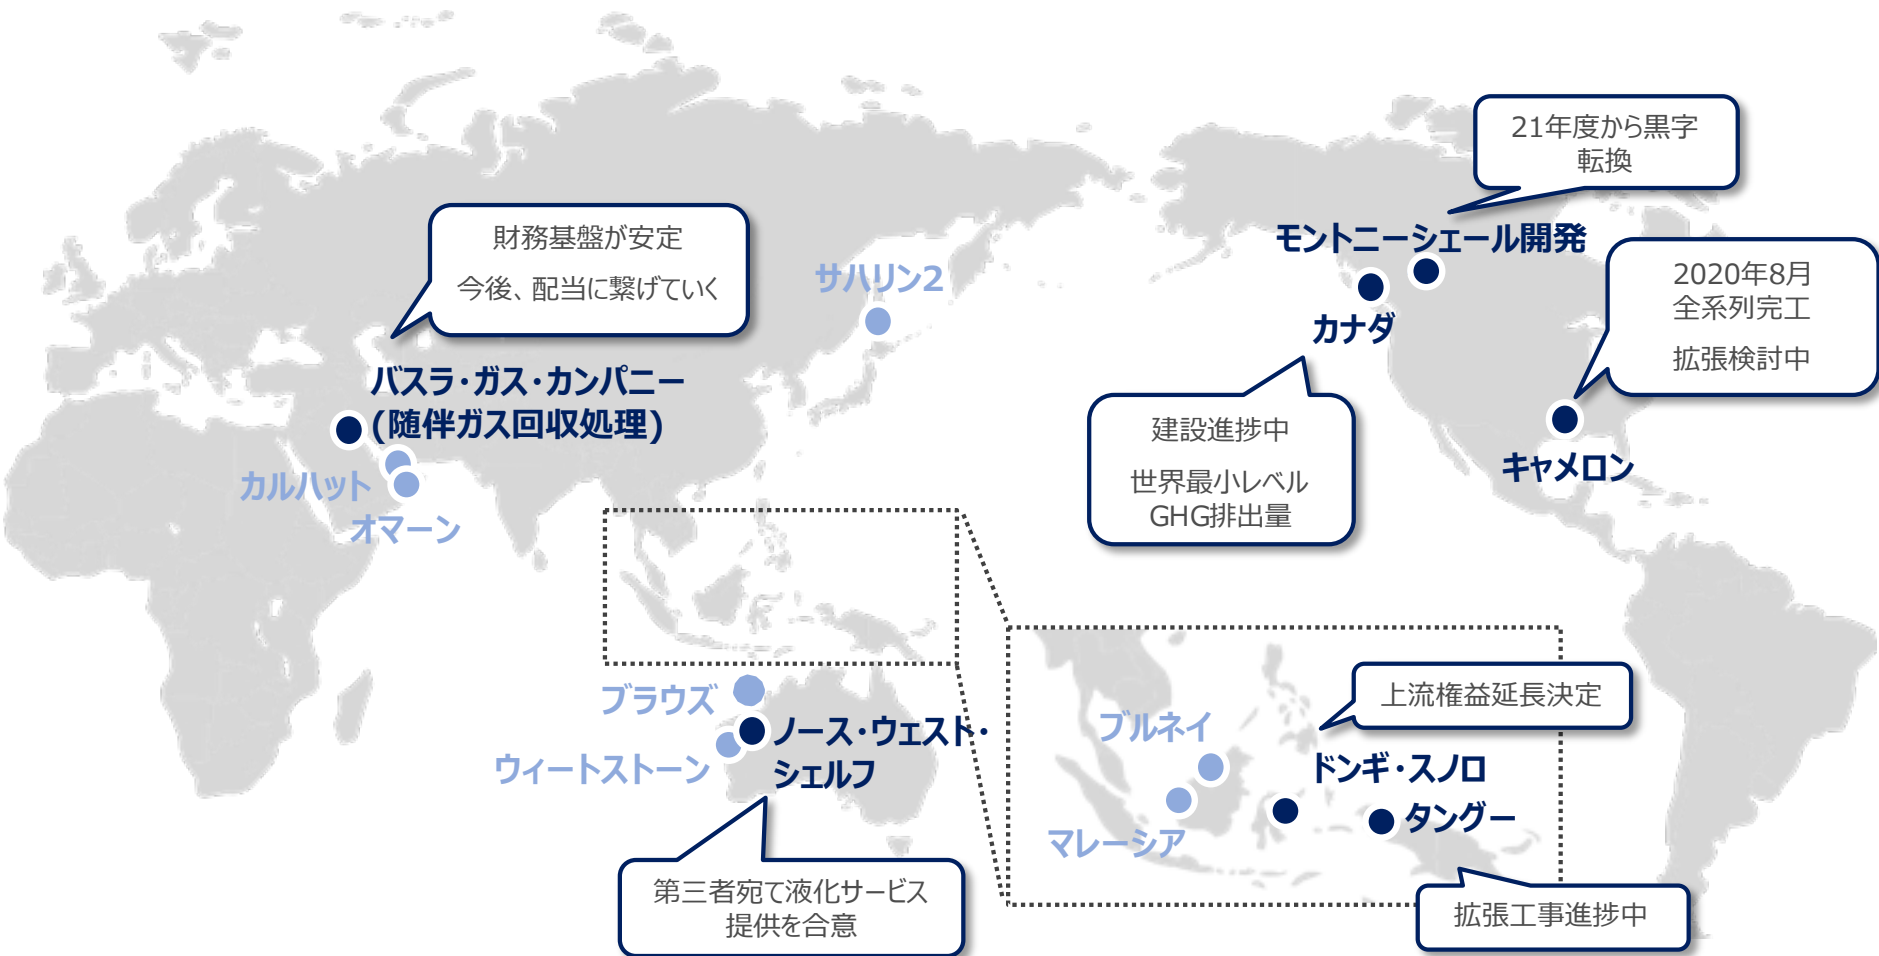 21年度から黒字
転換
財務基盤が安定
今後、配当に繋げていく
サハリン2
モントニーシェール開発
カナダ
2020年8月
全系列完工
拡張検討中
キャメロン
バスラ・ガス・カンパニー
(随伴ガス回収処理)
カルハット
オマーン
建設進捗中
世界最小レベル
GHG排出量
ブラウズ
ウィートストーン
ノース・ウェスト・
シェルフ
第三者宛て液化サービス
提供を合意
上流権益延長決定
ブルネイ
マレーシア
ドンギ・スノロ
タングー
拡張工事進捗中